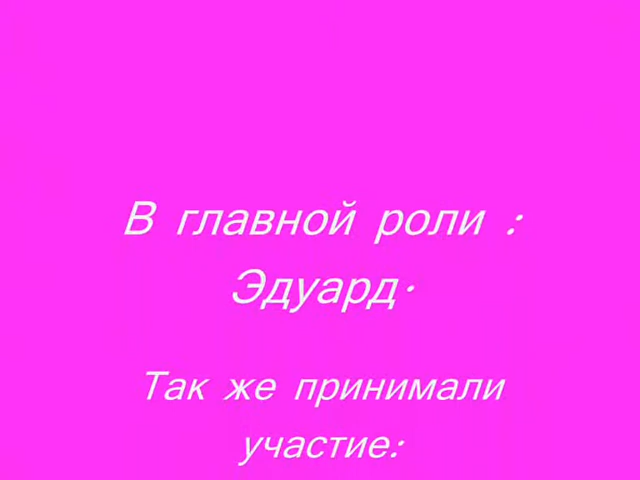 В главной роли :
Эдуард.
Так же принимали
участие: